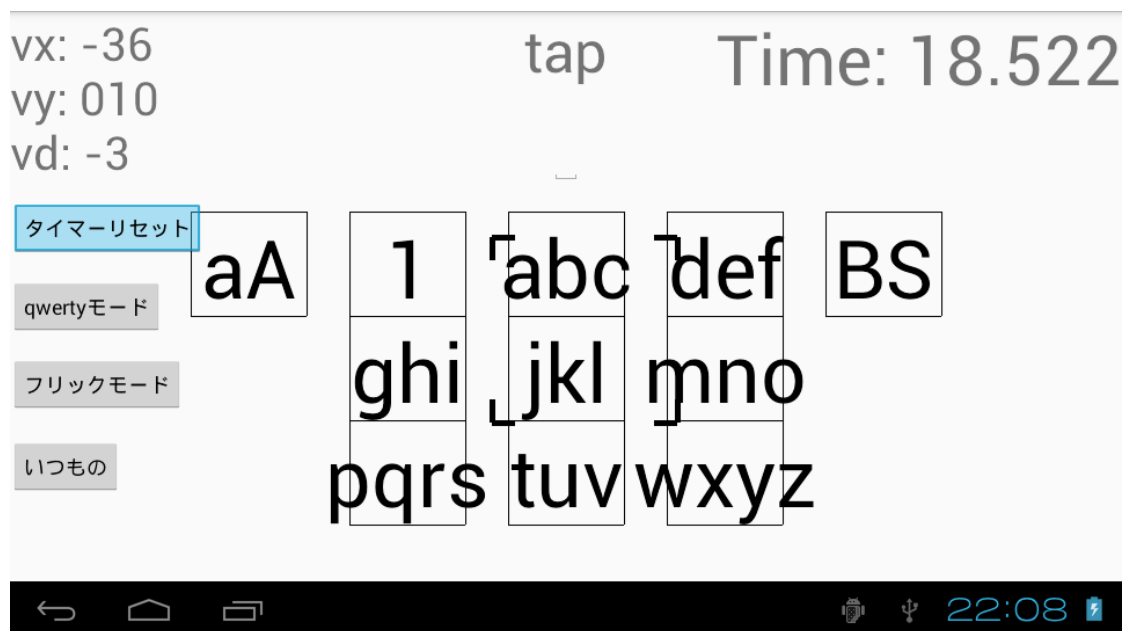 vx: -36
vy: 010
vd: -3
tap
Time: 18.522
タイマーリセット
qwertyモード
フリックモード
いつもの
aA 1 abc def BS
ghi jkl mno
pqrs tuv wxyz
22:08